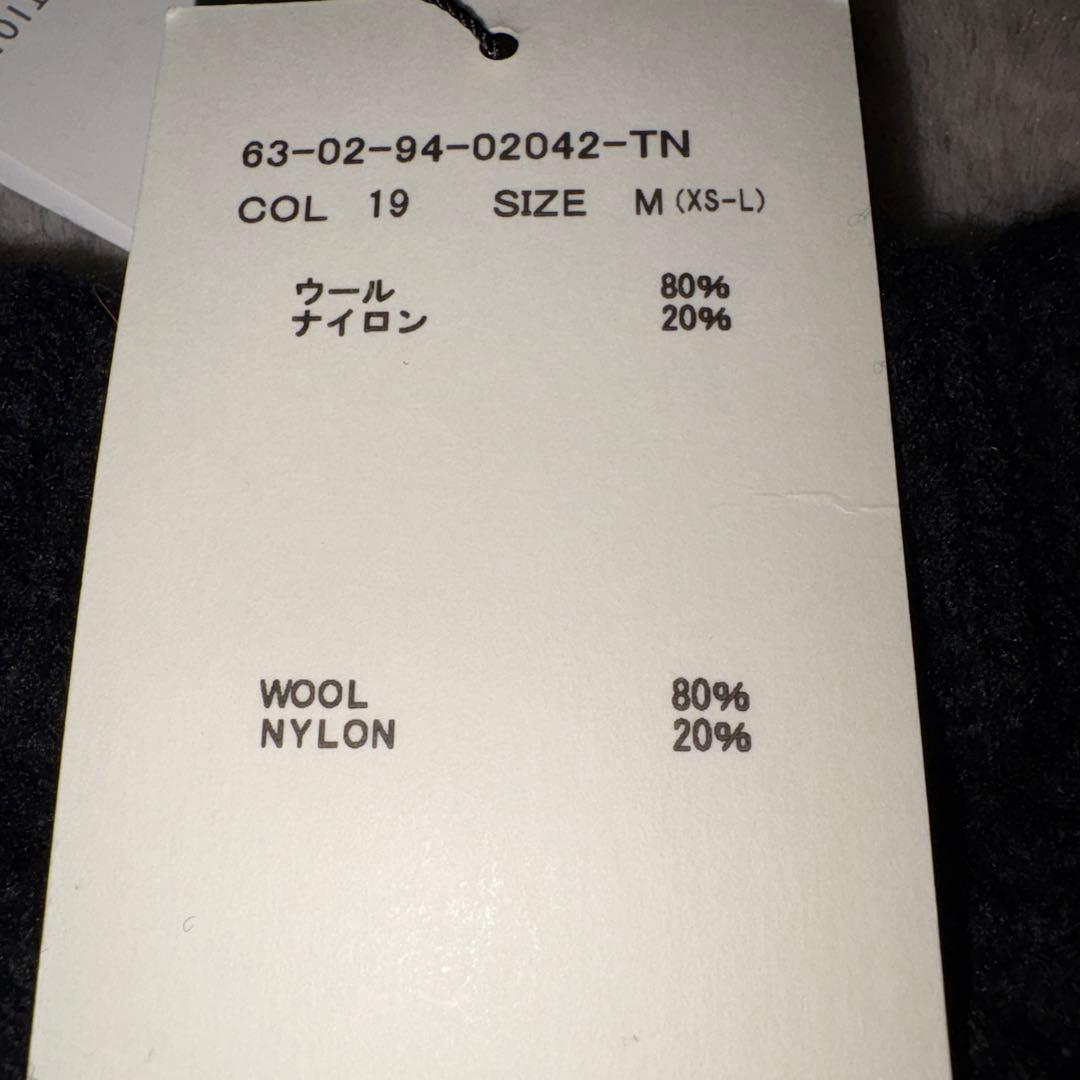 63-02-94-02042-TN
COL 19 SIZE M (XS-L)
ウール 80%
ナイロン 20%
WOOL 80%
NYLON 20%